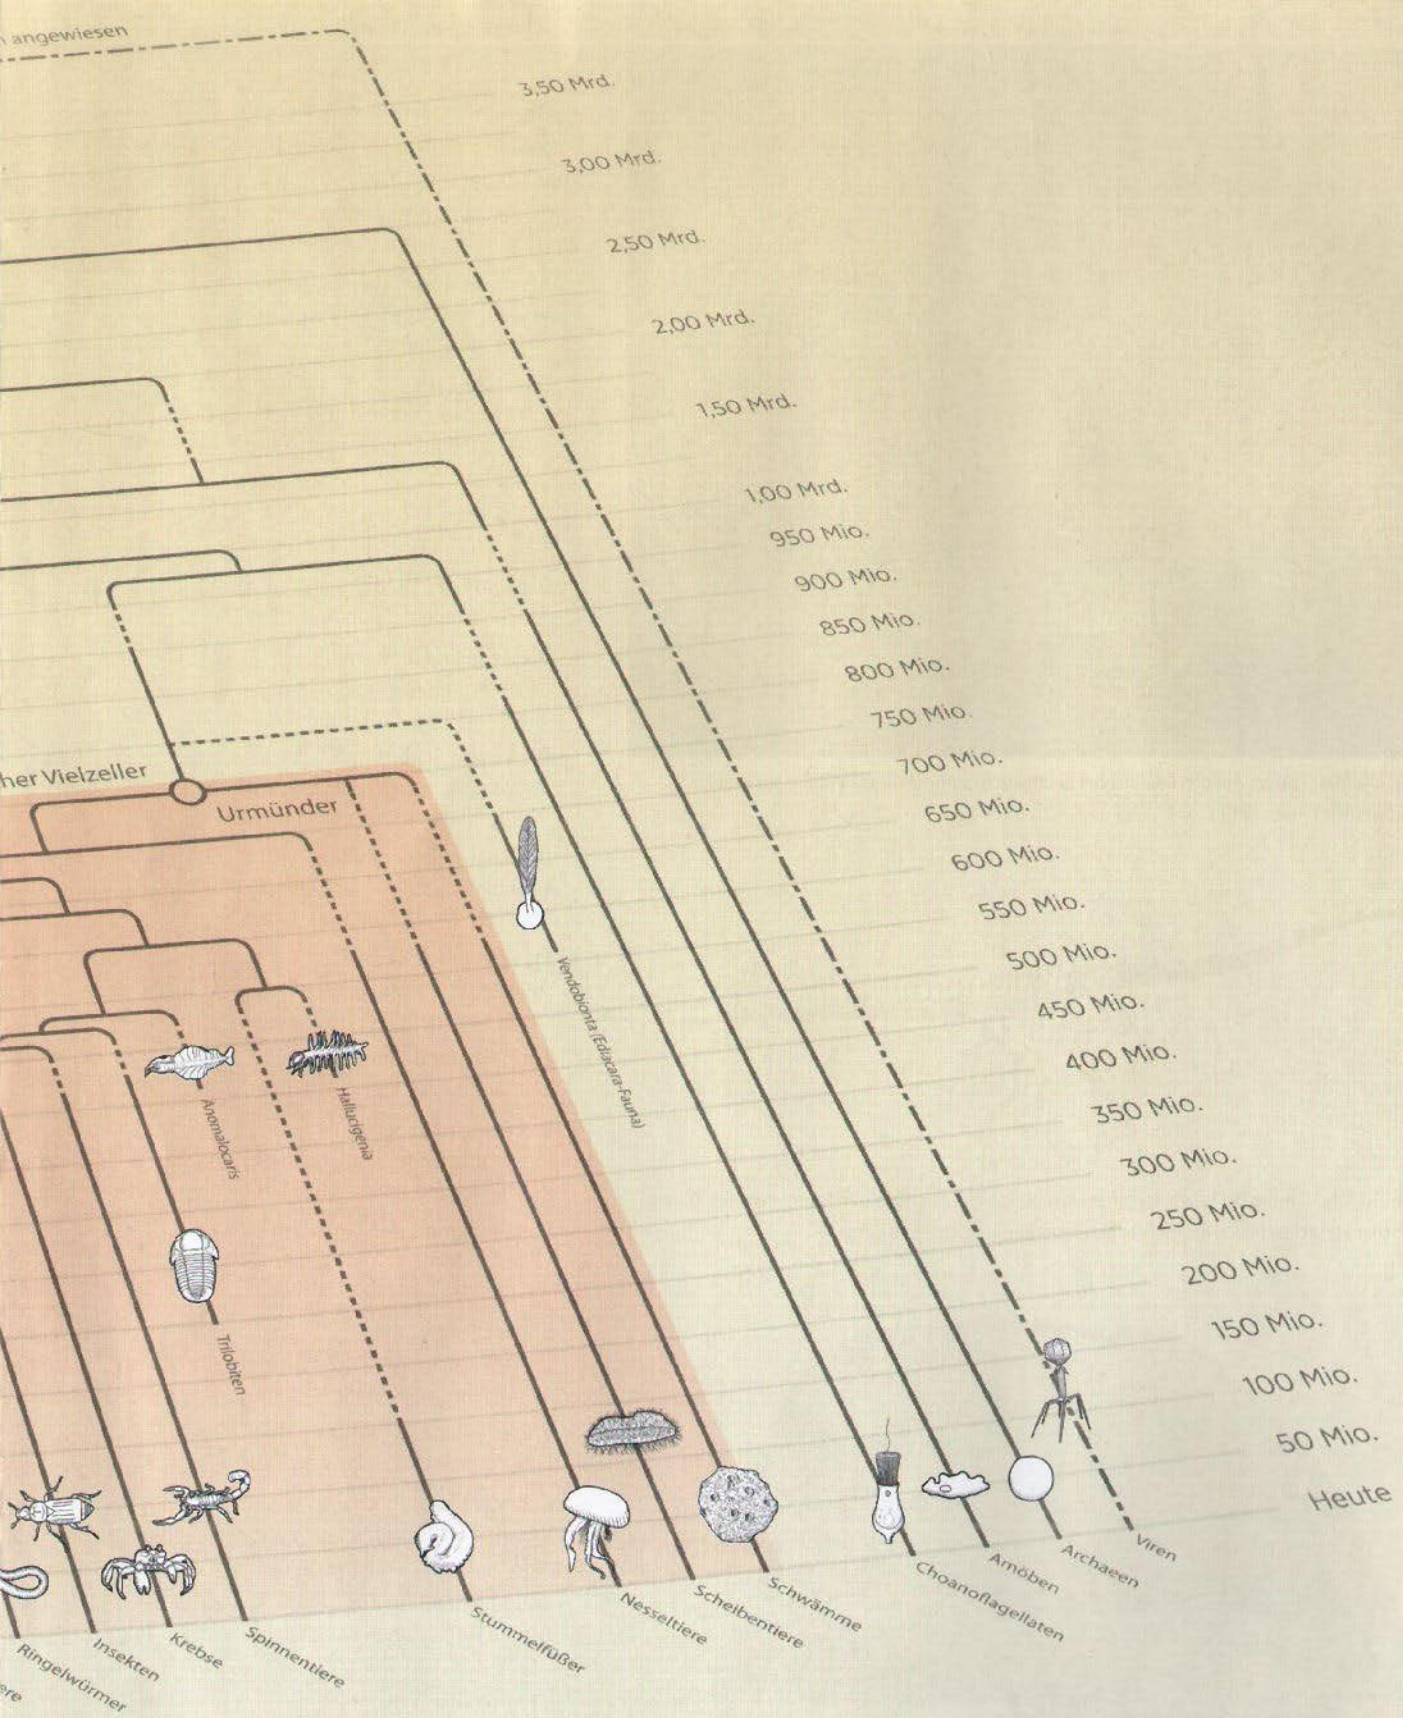 angewiesen
3,50 Mrd.
3,00 Mrd.
2,50 Mrd.
2,00 Mrd.
1,50 Mrd.
1,00 Mrd.
950 Mio.
900 Mio.
850 Mio.
800 Mio.
750 Mio.
700 Mio.
650 Mio.
600 Mio.
550 Mio.
500 Mio.
450 Mio.
400 Mio.
350 Mio.
300 Mio.
250 Mio.
200 Mio.
150 Mio.
100 Mio.
50 Mio.
Heute
her Vielzeller
Urmünder
Vendobionta (Ediacara-Fauna)
Anomalocaris
Hallucigenia
Trilobiten
ere
Ringelwürmer
Insekten
Krebse
Spinnentiere
Stummelfüßer
Nesseltiere
Scheibentiere
Schwämme
Choanoflagellaten
Amöben
Archaeen
Viren